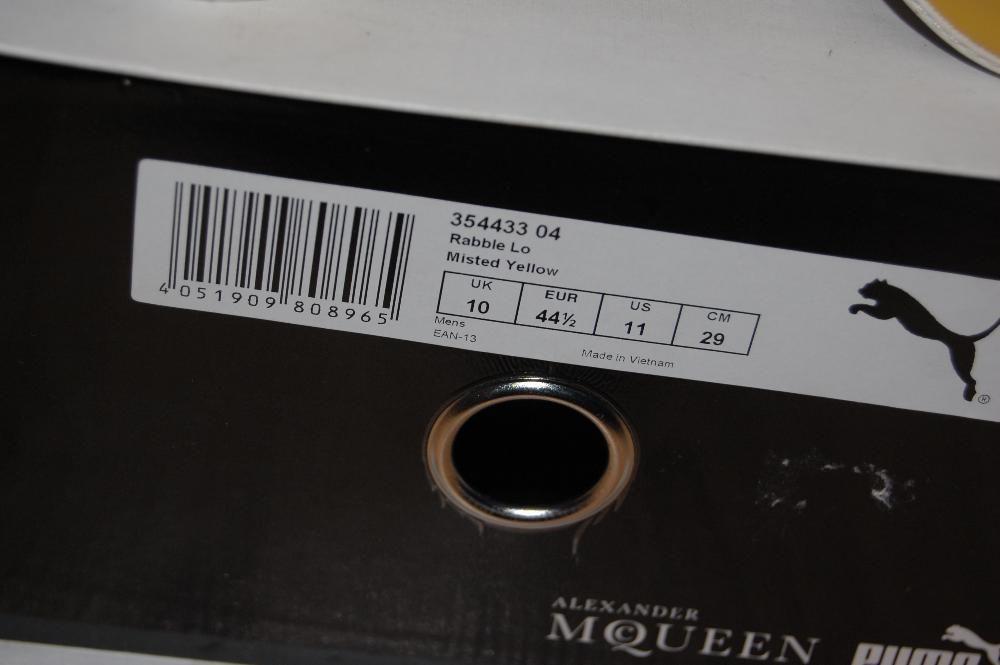 354433 04
Rabble Lo
Misted Yellow
UK EUR US CM
10 44½ 11 29
Mens
EAN-13
Made in Vietnam
4 051909 808965
®
ALEXANDER
McQUEEN
PUMA